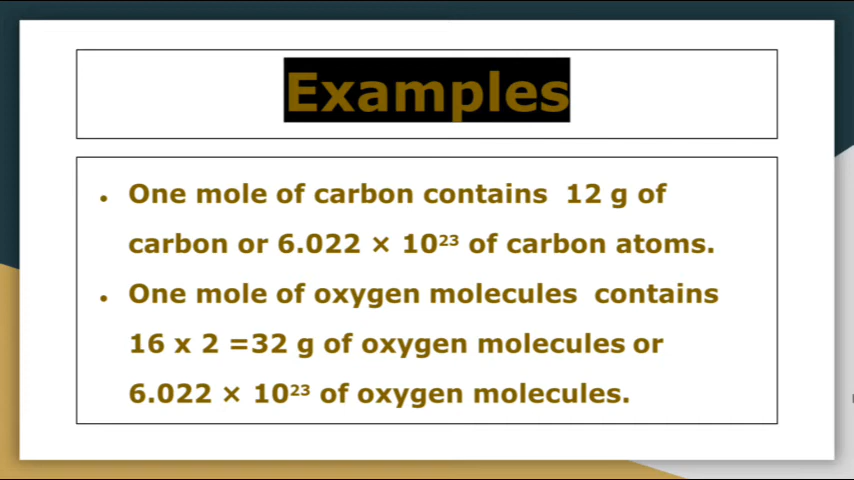 Examples
• One mole of carbon contains 12 g of
carbon or 6.022 × 10²³ of carbon atoms.
• One mole of oxygen molecules contains
16 x 2 =32 g of oxygen molecules or
6.022 × 10²³ of oxygen molecules.